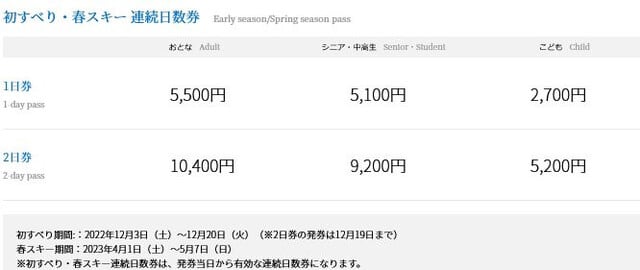 初すべり・春スキー 連続日数券 Early season/Spring season pass
おとな Adult シニア・中高生 Senior・Student こども Child
1日券 5,500円 5,100円 2,700円
1-day pass
2日券 10,400円 9,200円 5,200円
2-day pass
初すべり期間:：2022年12月3日（土）～12月20日（火）（※2日券の発券は12月19日まで）
春スキー期間：2023年4月1日（土）～5月7日（日）
※初すべり・春スキー連続日数券は、発券当日から有効な連続日数券になります。